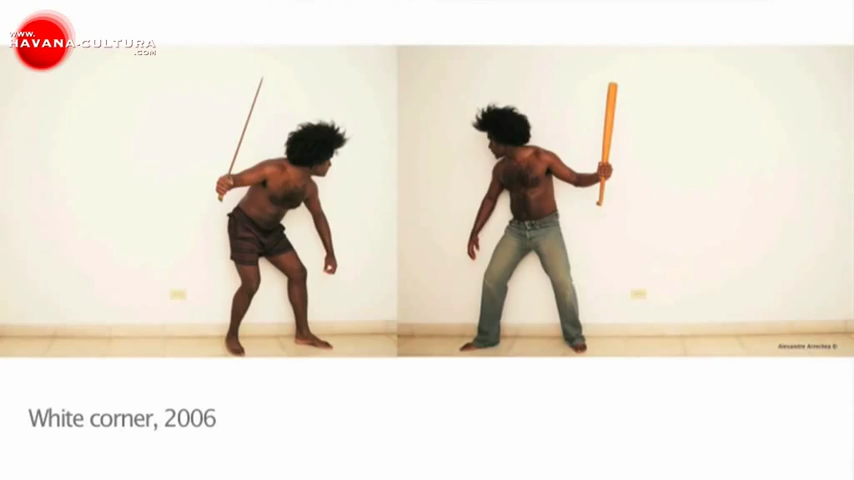 www.
HAVANA-CULTURA
.com
Alexandre Arrechea ©
White corner, 2006